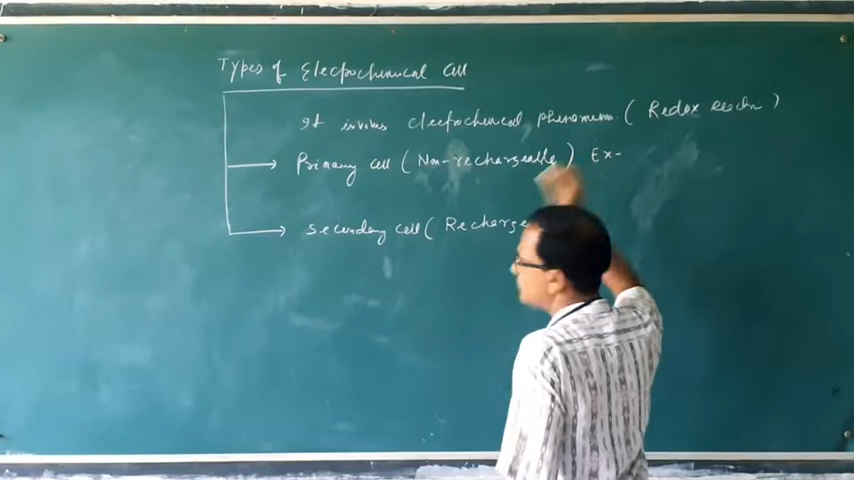 Types of Electrochemical Cell
It involves electrochemical phenomena ( Redox reactn )
Primary cell ( Non-rechargeable ) Ex-
Secondary cell ( Recharge